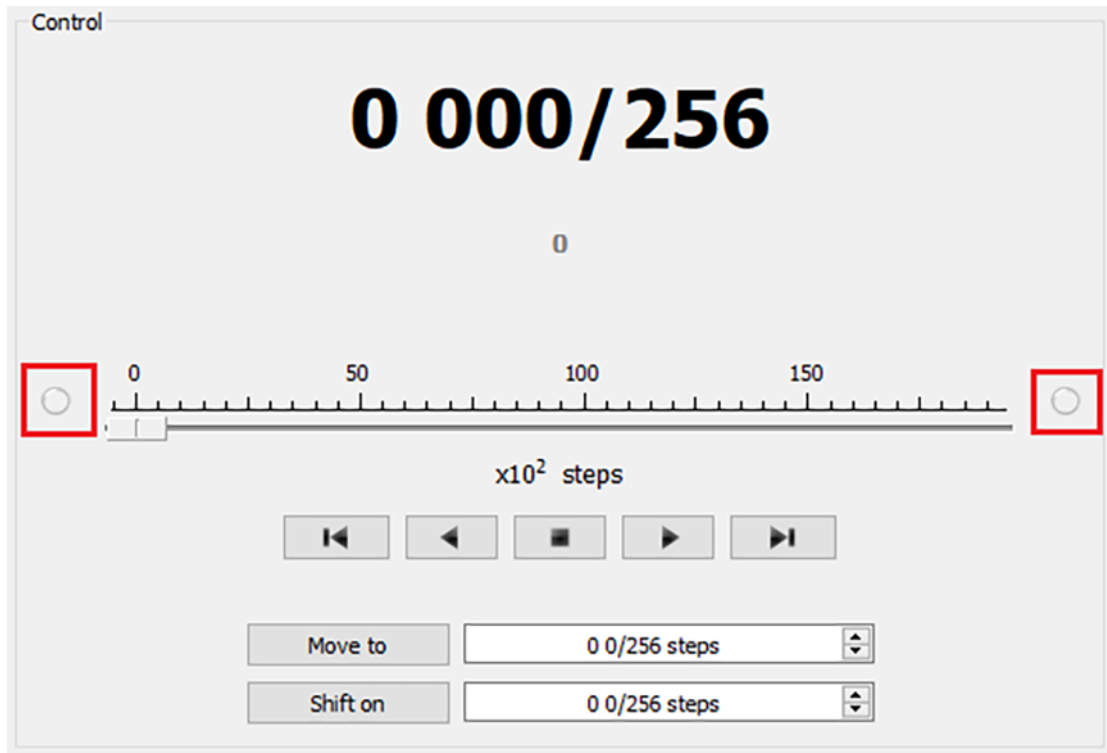 Control
0 000/256
0
0 50 100 150
x10² steps
Move to 0 0/256 steps
Shift on 0 0/256 steps